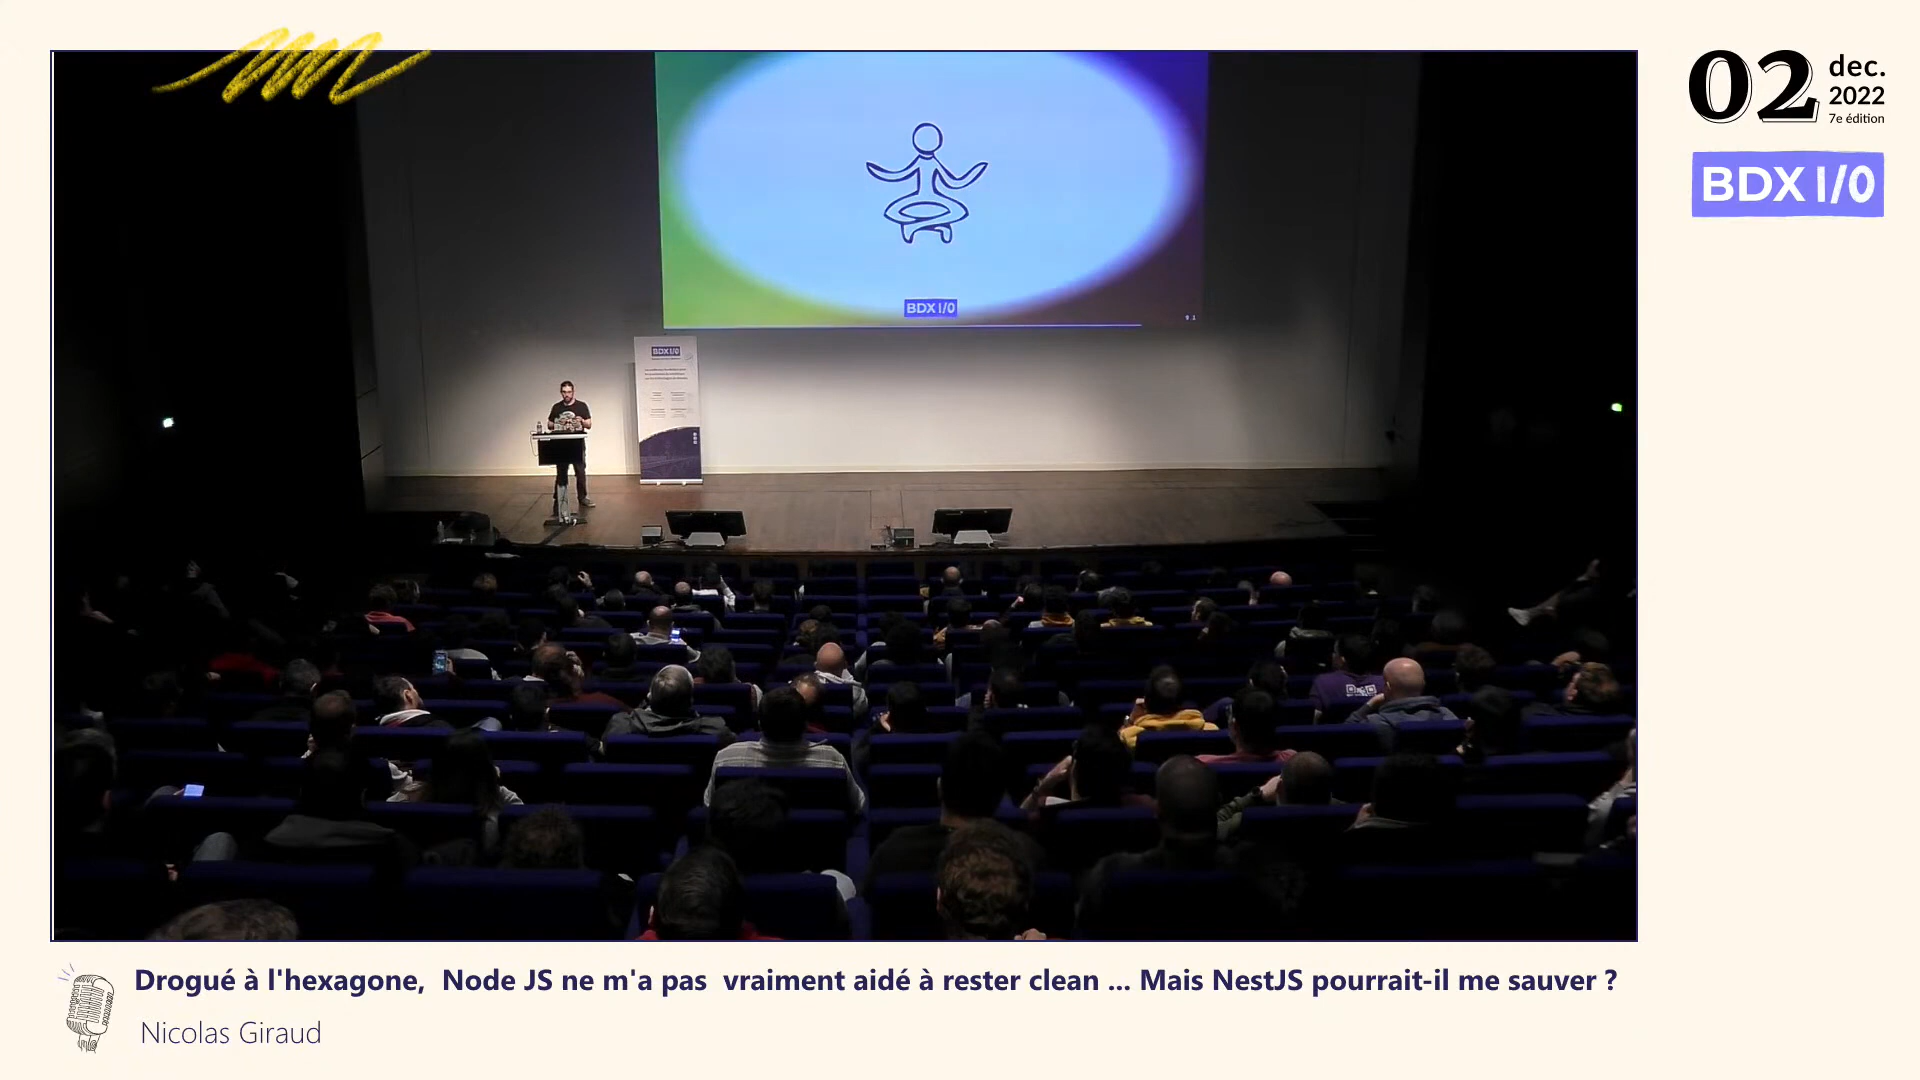 02 dec.
2022
7e édition
BDX I/O
BDX I/O
BDX I/O
Drogué à l'hexagone,  Node JS ne m'a pas  vraiment aidé à rester clean ... Mais NestJS pourrait-il me sauver ?
Nicolas Giraud